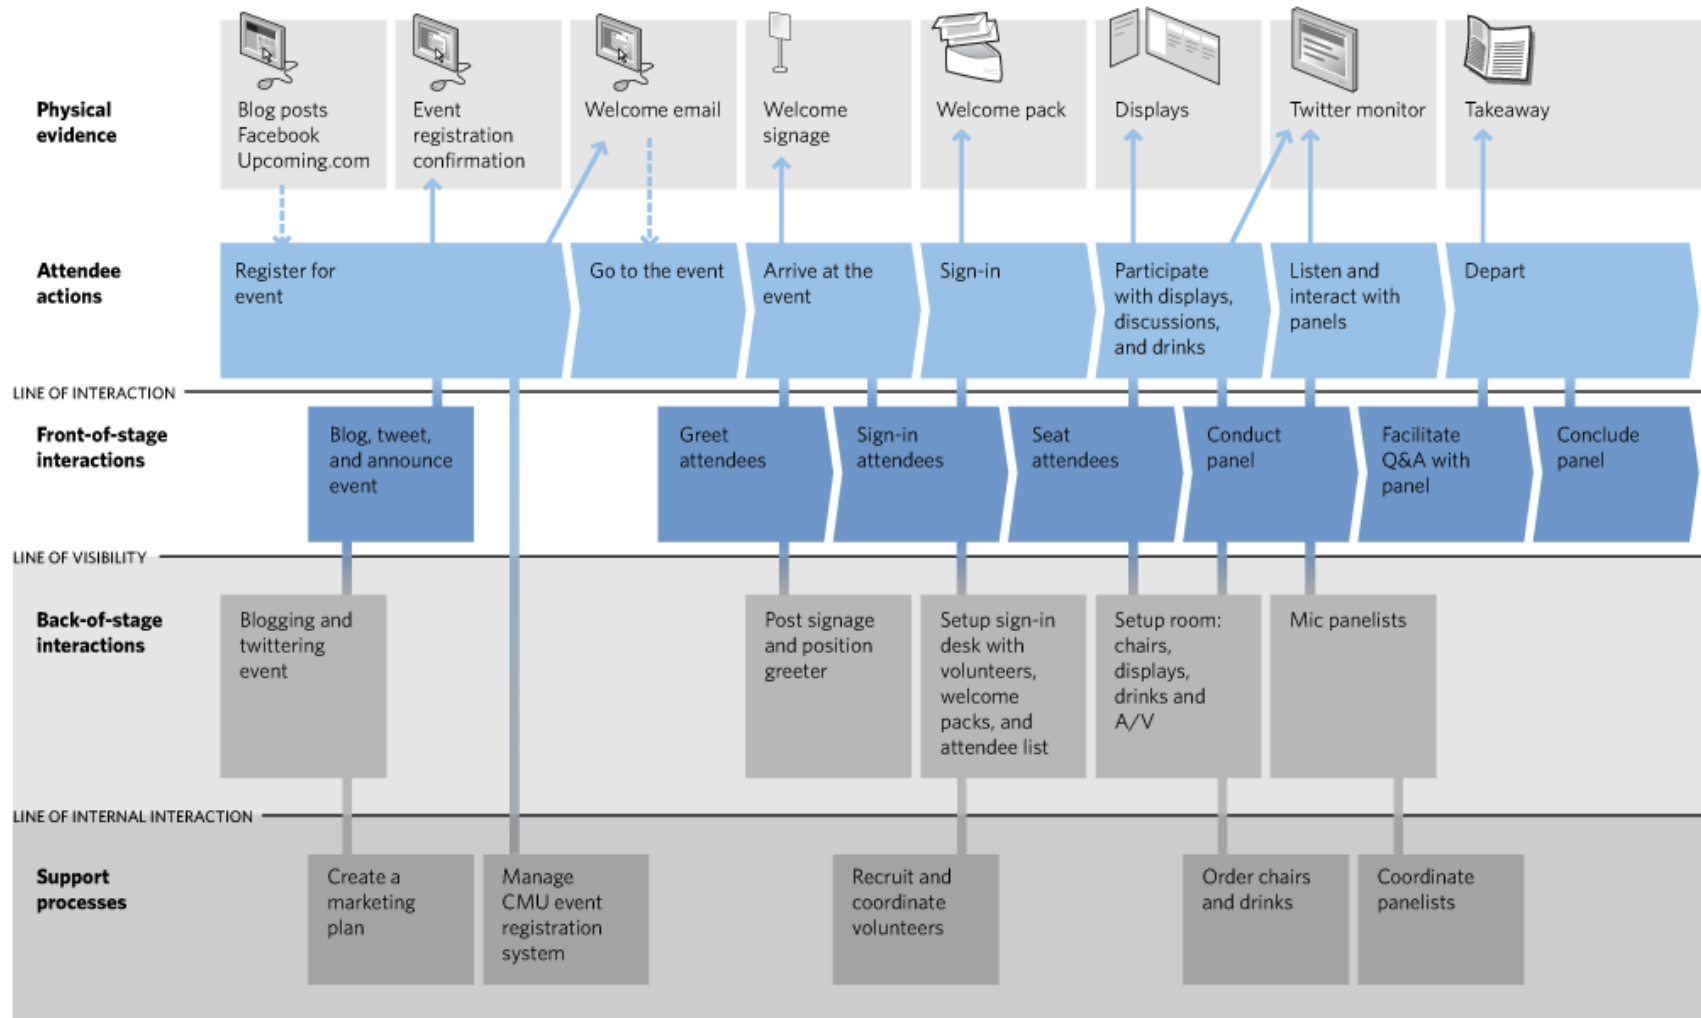 Physical
evidence
Blog posts
Facebook
Upcoming.com
Event
registration
confirmation
Welcome email
Welcome
signage
Welcome pack
Displays
Twitter monitor
Takeaway
Attendee
actions
Register for
event
Go to the event
Arrive at the
event
Sign-in
Participate
with displays,
discussions,
and drinks
Listen and
interact with
panels
Depart
LINE OF INTERACTION
Front-of-stage
interactions
Blog, tweet,
and announce
event
Greet
attendees
Sign-in
attendees
Seat
attendees
Conduct
panel
Facilitate
Q&A with
panel
Conclude
panel
LINE OF VISIBILITY
Back-of-stage
interactions
Blogging and
twittering
event
Post signage
and position
greeter
Setup sign-in
desk with
volunteers,
welcome
packs, and
attendee list
Setup room:
chairs,
displays,
drinks and
A/V
Mic panelists
LINE OF INTERNAL INTERACTION
Support
processes
Create a
marketing
plan
Manage
CMU event
registration
system
Recruit and
coordinate
volunteers
Order chairs
and drinks
Coordinate
panelists